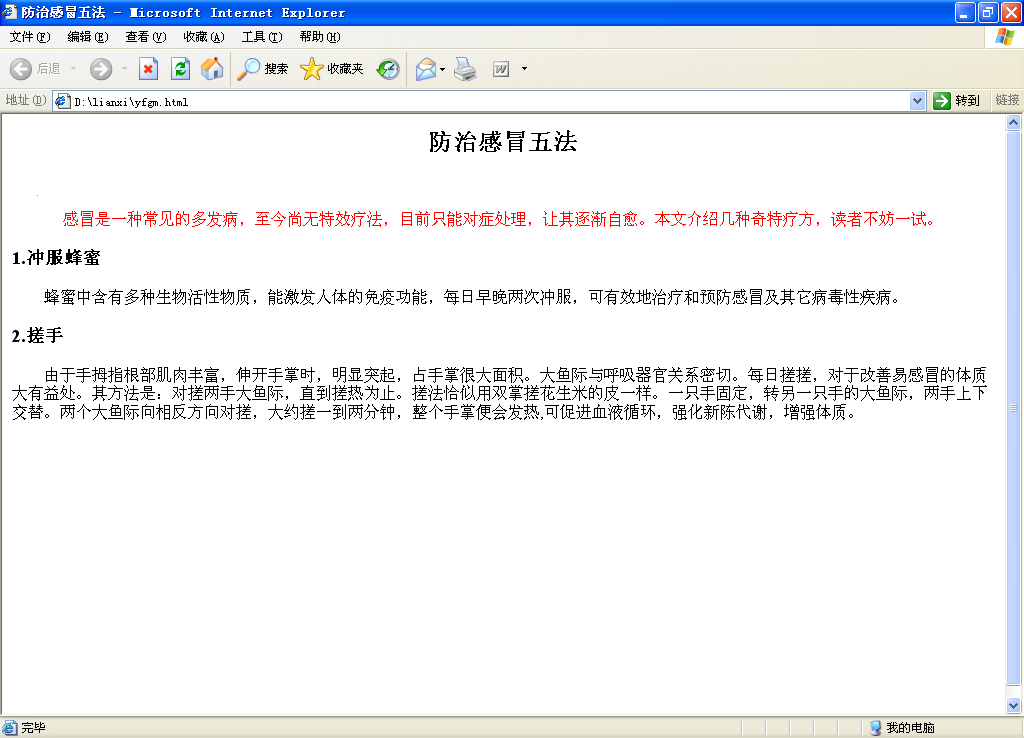 防治感冒五法 - Microsoft Internet Explorer
文件(F) 编辑(E) 查看(V) 收藏(A) 工具(T) 帮助(H)
后退 搜索 收藏夹
地址(D) D:\lianxi\yfgm.html 转到 链接
防治感冒五法
感冒是一种常见的多发病，至今尚无特效疗法，目前只能对症处理，让其逐渐自愈。本文介绍几种奇特疗方，读者不妨一试。
1.冲服蜂蜜
蜂蜜中含有多种生物活性物质，能激发人体的免疫功能，每日早晚两次冲服，可有效地治疗和预防感冒及其它病毒性疾病。
2.搓手
由于手拇指根部肌肉丰富，伸开手掌时，明显突起，占手掌很大面积。大鱼际与呼吸器官关系密切。每日搓搓，对于改善易感冒的体质
大有益处。其方法是：对搓两手大鱼际，直到搓热为止。搓法恰似用双掌搓花生米的皮一样。一只手固定，转另一只手的大鱼际，两手上下
交替。两个大鱼际向相反方向对搓，大约搓一到两分钟，整个手掌便会发热,可促进血液循环，强化新陈代谢，增强体质。
完毕 我的电脑